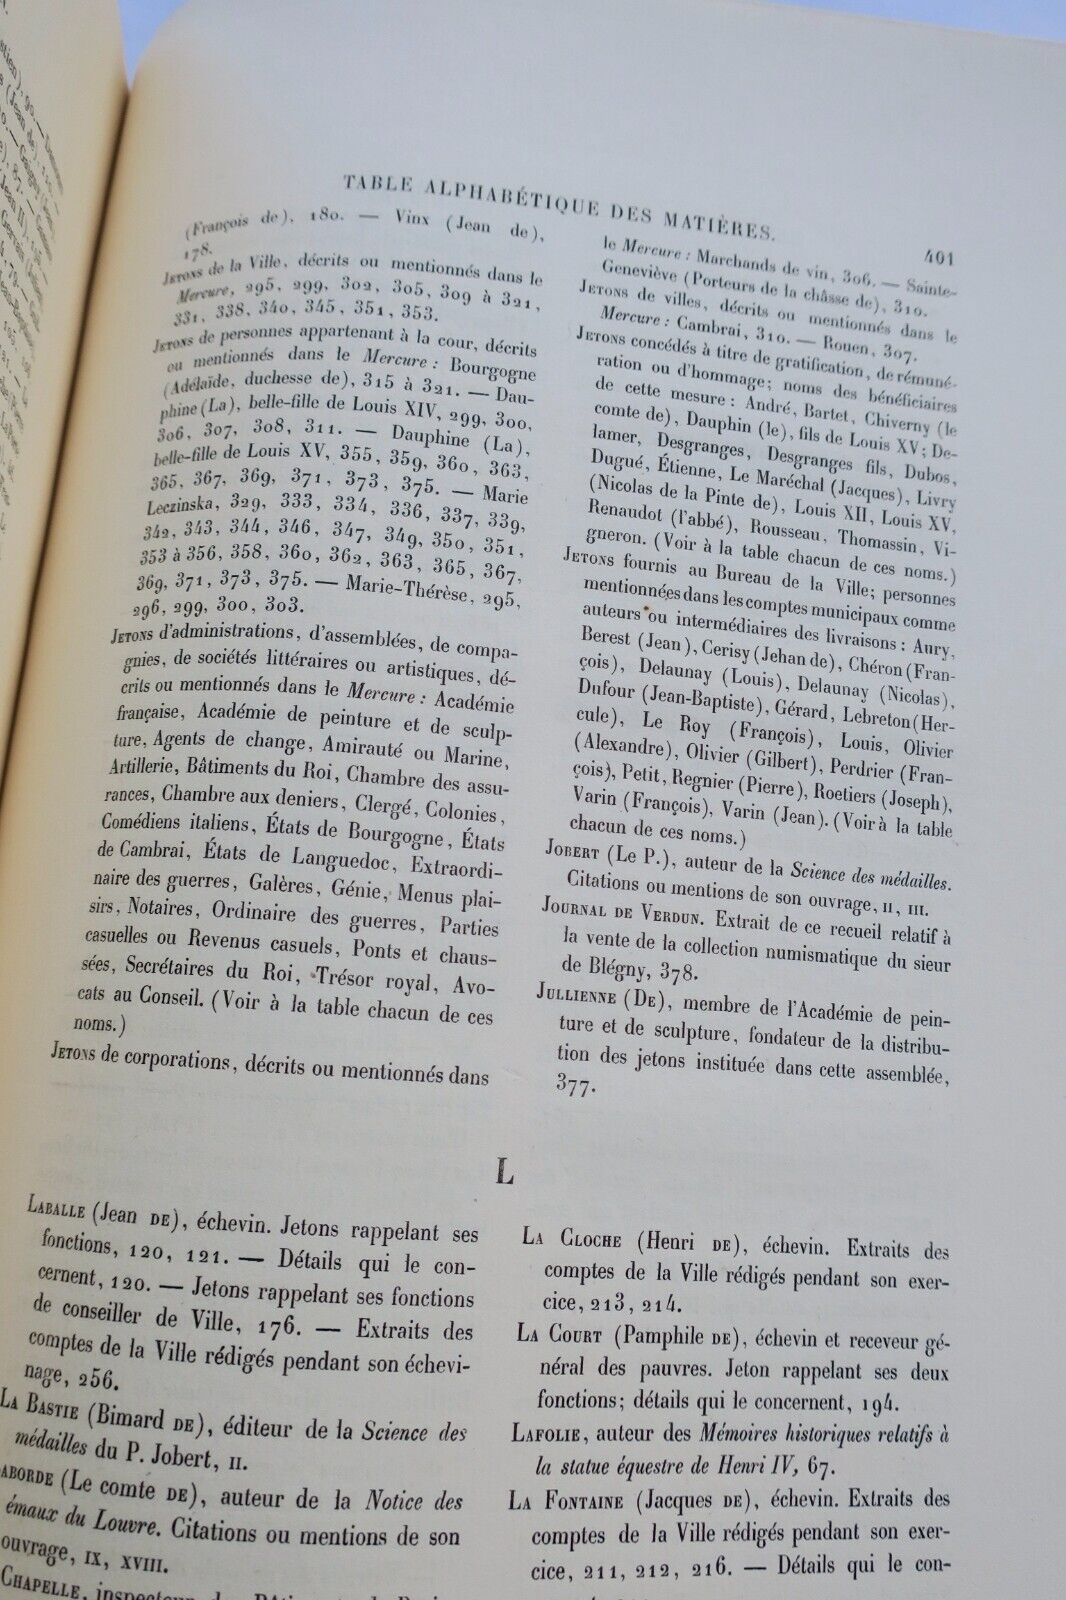 TABLE ALPHABÉTIQUE DES MATIÈRES.
401
(François de), 180. — Vinx (Jean de),
178.
JETONS de la Ville, décrits ou mentionnés dans le
Mercure, 295, 299, 302, 305, 309 à 321,
331, 338, 340, 345, 351, 353.
JETONS de personnes appartenant à la cour, décrits
ou mentionnés dans le Mercure : Bourgogne
(Adélaïde, duchesse de), 315 à 321. — Dau-
phine (La), belle-fille de Louis XIV, 299, 300,
306, 307, 308, 311. — Dauphine (La),
belle-fille de Louis XV, 355, 359, 360, 363,
365, 367, 369, 371, 373, 375. — Marie
Leczinska, 329, 333, 334, 336, 337, 339,
342, 343, 344, 346, 347, 349, 350, 351,
353 à 356, 358, 360, 362, 363, 365, 367,
369, 371, 373, 375. — Marie-Thérèse, 295,
296, 299, 300, 303.
JETONS d'administrations, d'assemblées, de compa-
gnies, de sociétés littéraires ou artistiques, dé-
crits ou mentionnés dans le Mercure : Académie
française, Académie de peinture et de sculp-
ture, Agents de change, Amirauté ou Marine,
Artillerie, Bâtiments du Roi, Chambre des assu-
rances, Chambre aux deniers, Clergé, Colonies,
Comédiens italiens, États de Bourgogne, États
de Cambrai, États de Languedoc, Extraordi-
naire des guerres, Galères, Génie, Menus plai-
sirs, Notaires, Ordinaire des guerres, Parties
casuelles ou Revenus casuels, Ponts et chaus-
sées, Secrétaires du Roi, Trésor royal, Avo-
cats au Conseil. (Voir à la table chacun de ces
noms.)
JETONS de corporations, décrits ou mentionnés dans
le Mercure : Marchands de vin, 306. — Sainte-
Geneviève (Porteurs de la châsse de), 310.
JETONS de villes, décrits ou mentionnés dans le
Mercure : Cambrai, 310. — Rouen, 307.
JETONS concédés à titre de gratification, de rémuné-
ration ou d'hommage; noms des bénéficiaires
de cette mesure : André, Bartet, Chiverny (le
comte de), Dauphin (le), fils de Louis XV; De-
lamer, Desgranges, Desgranges fils, Dubos,
Dugué, Étienne, Le Maréchal (Jacques), Livry
(Nicolas de la Pinte de), Louis XII, Louis XV,
Renaudot (l'abbé), Rousseau, Thomassin, Vi-
gneron. (Voir à la table chacun de ces noms.)
JETONS fournis au Bureau de la Ville; personnes
mentionnées dans les comptes municipaux comme
auteurs ou intermédiaires des livraisons : Aury,
Berest (Jean), Cerisy (Jehan de), Chéron (Fran-
çois), Delaunay (Louis), Delaunay (Nicolas),
Dufour (Jean-Baptiste), Gérard, Lebreton (Her-
cule), Le Roy (François), Louis, Olivier
(Alexandre), Olivier (Gilbert), Perdrier (Fran-
çois), Petit, Regnier (Pierre), Roetiers (Joseph),
Varin (François), Varin (Jean). (Voir à la table
chacun de ces noms.)
JOBERT (Le P.), auteur de la Science des médailles.
Citations ou mentions de son ouvrage, II, III.
JOURNAL DE VERDUN. Extrait de ce recueil relatif à
la vente de la collection numismatique du sieur
de Blégny, 378.
JULLIENNE (DE), membre de l'Académie de pein-
ture et de sculpture, fondateur de la distribu-
tion des jetons instituée dans cette assemblée,
377.
L
LABALLE (Jean DE), échevin. Jetons rappelant ses
fonctions, 120, 121. — Détails qui le con-
cernent, 120. — Jetons rappelant ses fonctions
de conseiller de Ville, 176. — Extraits des
comptes de la Ville rédigés pendant son échevi-
nage, 256.
LA BASTIE (Bimard DE), éditeur de la Science des
médailles du P. Jobert, II.
ABORDE (Le comte DE), auteur de la Notice des
émaux du Louvre. Citations ou mentions de son
ouvrage, IX, XVIII.
CHAPELLE, inspecteur
LA CLOCHE (Henri DE), échevin. Extraits des
comptes de la Ville rédigés pendant son exer-
cice, 213, 214.
LA COURT (Pamphile DE), échevin et receveur gé-
néral des pauvres. Jeton rappelant ses deux
fonctions; détails qui le concernent, 194.
LAFOLIE, auteur des Mémoires historiques relatifs à
la statue équestre de Henri IV, 67.
LA FONTAINE (Jacques DE), échevin. Extraits des
comptes de la Ville rédigés pendant son exer-
cice, 211, 212, 216. — Détails qui le con-